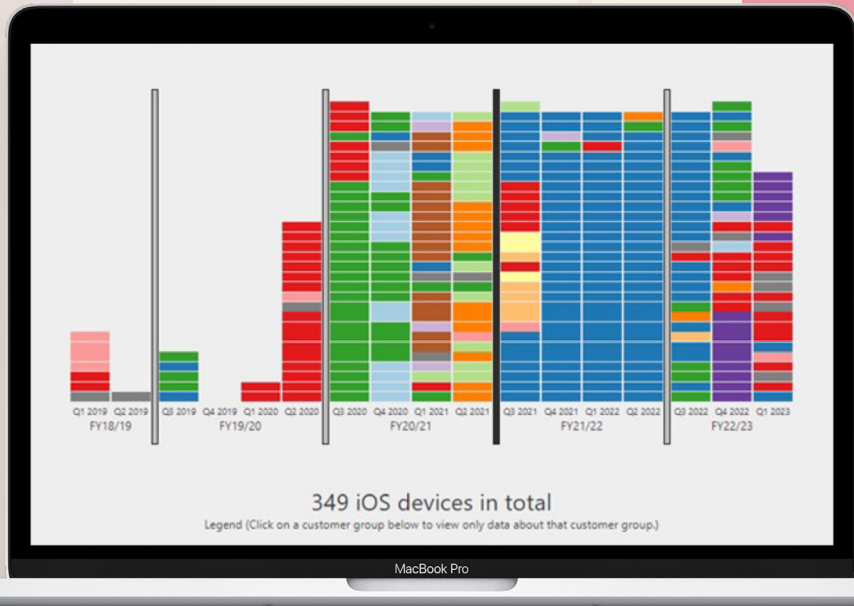 Q1 2019 Q2 2019 Q3 2019 Q4 2019 Q1 2020 Q2 2020 Q3 2020 Q4 2020 Q1 2021 Q2 2021 Q3 2021 Q4 2021 Q1 2022 Q2 2022 Q3 2022 Q4 2022 Q1 2023
FY18/19 FY19/20 FY20/21 FY21/22 FY22/23
349 iOS devices in total
Legend (Click on a customer group below to view only data about that customer group.)
MacBook Pro